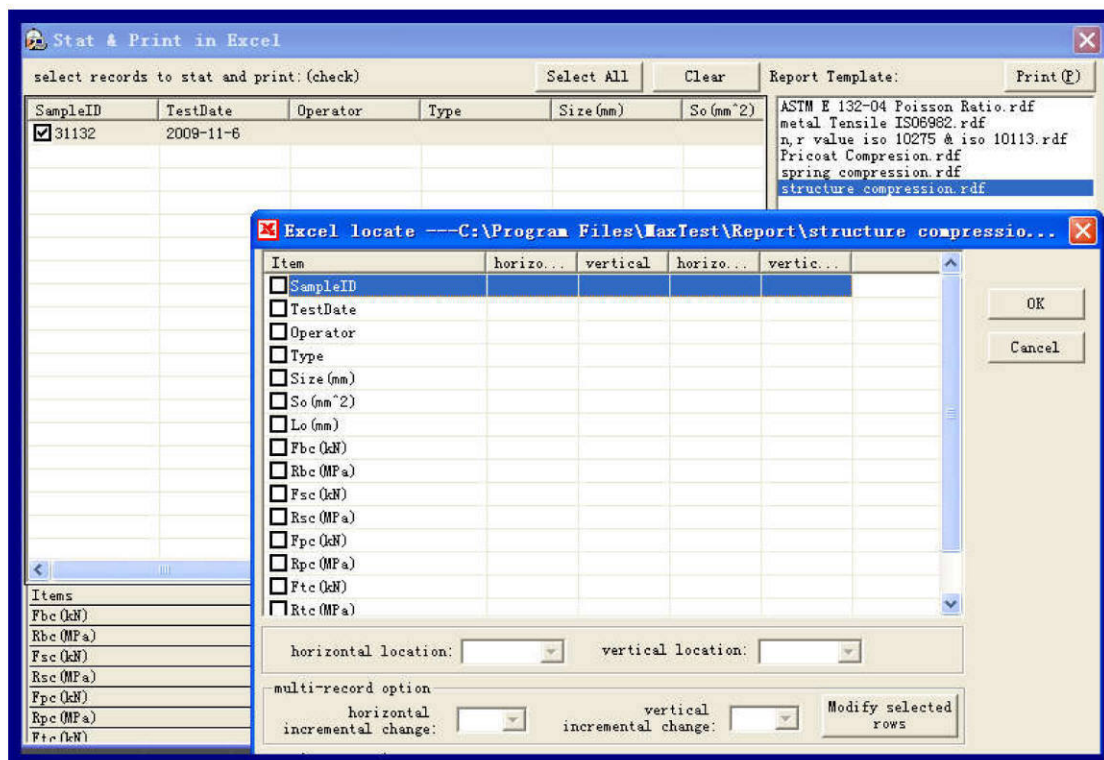 Stat & Print in Excel
select records to stat and print:(check)
Select All
Clear
Report Template:
Print(P)
SampleID TestDate Operator Type Size(mm) So(mm^2)
31132 2009-11-6
ASTM E 132-04 Poisson Ratio.rdf
metal Tensile ISO6982.rdf
n,r value iso 10275 & iso 10113.rdf
Pricoat Compresion.rdf
spring compression.rdf
structure compression.rdf
Excel locate ---C:\Program Files\MaxTest\Report\structure compressio...
Item horizo... vertical horizo... vertic...
SampleID
TestDate
Operator
Type
Size(mm)
So(mm^2)
Lo(mm)
Fbc(kN)
Rbc(MPa)
Fsc(kN)
Rsc(MPa)
Fpc(kN)
Rpc(MPa)
Ftc(kN)
Rtc(MPa)
OK
Cancel
Items
Fbc(kN)
Rbc(MPa)
Fsc(kN)
Rsc(MPa)
Fpc(kN)
Rpc(MPa)
Ftc(kN)
horizontal location:
vertical location:
multi-record option
horizontal
incremental change:
vertical
incremental change:
Modify selected
rows